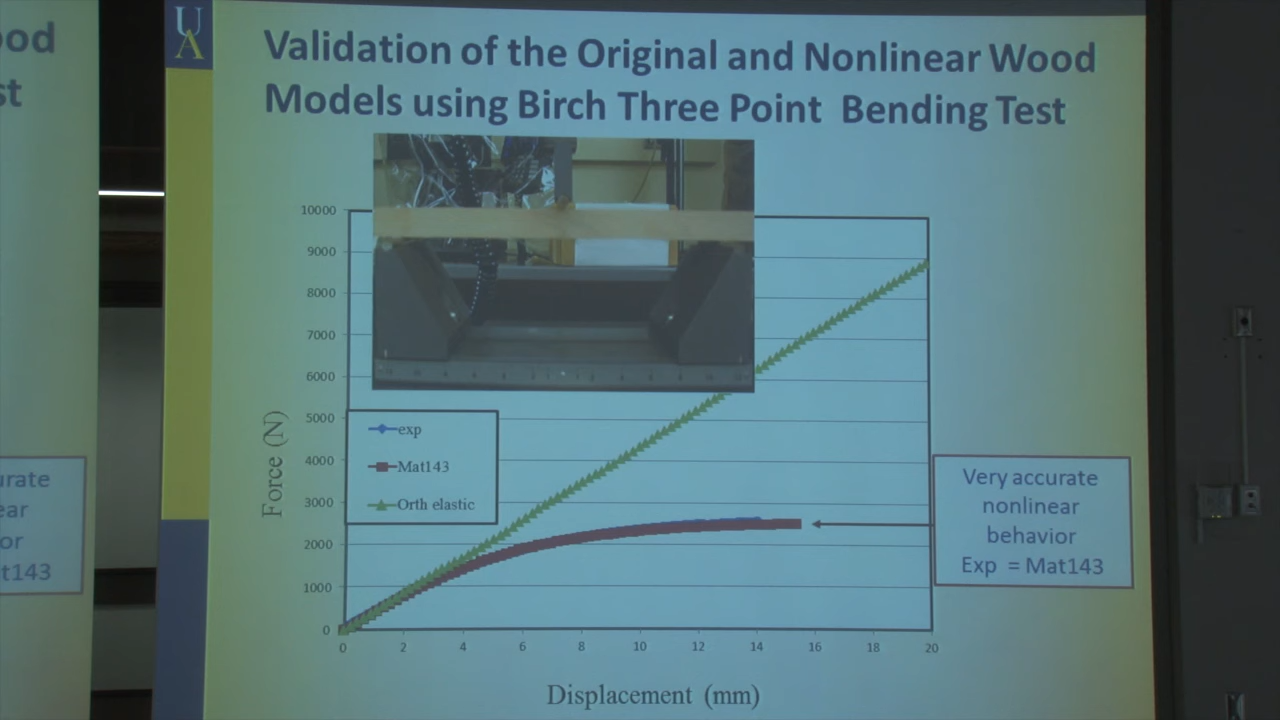 ood
st
UA
Validation of the Original and Nonlinear Wood
Models using Birch Three Point Bending Test
10000
9000
8000
7000
6000
5000
4000
3000
2000
1000
0
Force (N)
exp
Mat143
Orth elastic
0 2 4 6 8 10 12 14 16 18 20
Displacement (mm)
Very accurate
nonlinear
behavior
Exp = Mat143
urate
ear
or
t143